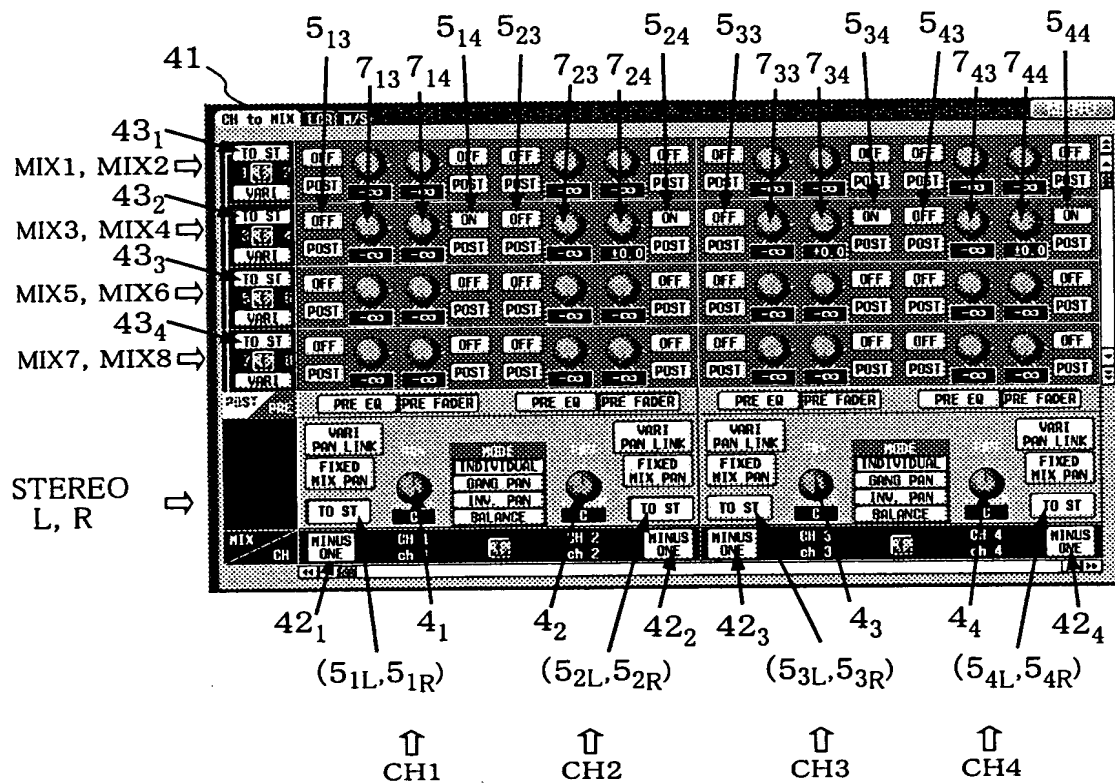 5₁₃ 5₁₄ 5₂₃ 5₂₄ 5₃₃ 5₃₄ 5₄₃ 5₄₄
41 7₁₃ 7₁₄ 7₂₃ 7₂₄ 7₃₃ 7₃₄ 7₄₃ 7₄₄
CH to MIX LCR M/S
43₁ TO ST OFF OFF OFF OFF OFF OFF OFF OFF
MIX1, MIX2
VARI POST -∞ -∞ POST POST -∞ -∞ POST POST -∞ -∞ POST POST -∞ -∞ POST
43₂ TO ST OFF ON OFF ON OFF ON OFF ON
MIX3, MIX4 3 4
VARI POST -∞ -∞ POST POST -∞ ±0.0 POST POST -∞ ±0.0 POST POST -∞ ±0.0 POST
43₃ TO ST OFF OFF OFF OFF OFF OFF OFF OFF
MIX5, MIX6 5 6
VARI POST -∞ -∞ POST POST -∞ -∞ POST POST -∞ -∞ POST POST -∞ -∞ POST
43₄ TO ST OFF OFF OFF OFF OFF OFF OFF OFF
MIX7, MIX8
VARI POST -∞ -∞ POST POST -∞ -∞ POST POST -∞ -∞ POST POST -∞ -∞ POST
POST PRE PRE EQ PRE FADER PRE EQ PRE FADER PRE EQ PRE FADER PRE EQ PRE FADER
VARI PAN LINK VARI PAN LINK VARI PAN LINK VARI PAN LINK
MODE MODE
FIXED MIX PAN INDIVIDUAL FIXED MIX PAN FIXED MIX PAN INDIVIDUAL FIXED MIX PAN
GANG PAN GANG PAN
STEREO
L, R
INV. PAN INV. PAN
TO ST C BALANCE C TO ST TO ST C BALANCE C TO ST
MIX CH MINUS ONE CH 1 CH 2 MINUS ONE MINUS ONE CH 3 CH 4 MINUS ONE
ch 1 ch 2 ch 3 ch 4
42₁ 4₁ 4₂ 42₂ 42₃ 4₃ 4₄ 42₄
(5₁L,5₁R) (5₂L,5₂R) (5₃L,5₃R) (5₄L,5₄R)
CH1 CH2 CH3 CH4